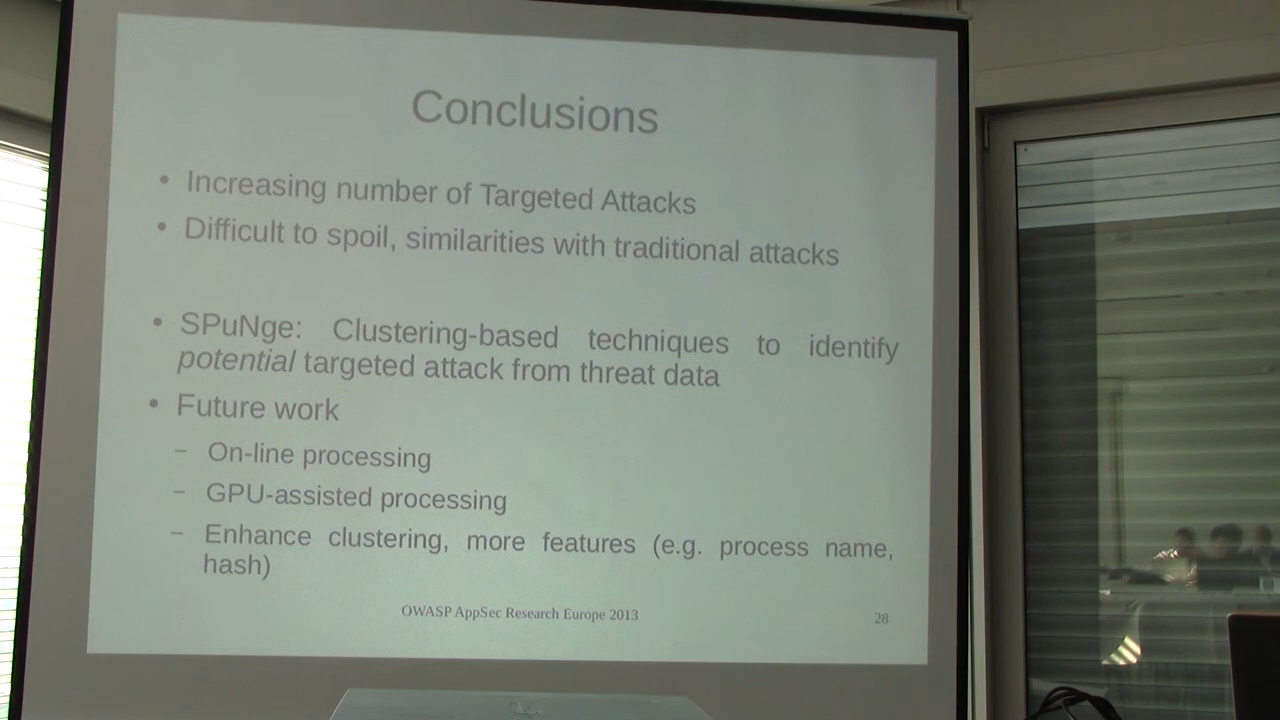 Conclusions
• Increasing number of Targeted Attacks
• Difficult to spoil, similarities with traditional attacks
• SPuNge: Clustering-based techniques to identify
potential targeted attack from threat data
• Future work
– On-line processing
– GPU-assisted processing
– Enhance clustering, more features (e.g. process name,
hash)
OWASP AppSec Research Europe 2013
28